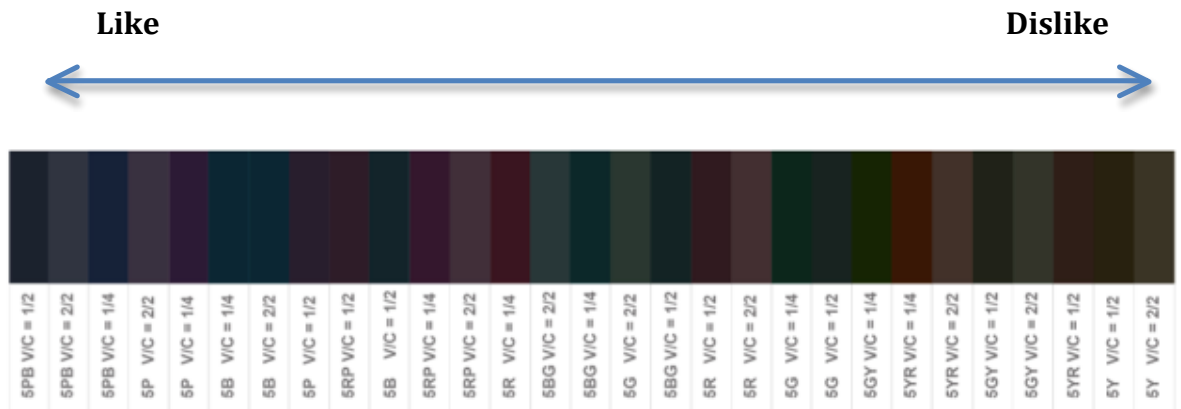 Like
Dislike
5PB V/C = 1/2
5PB V/C = 2/2
5PB V/C = 1/4
5P V/C = 2/2
5P V/C = 1/4
5B V/C = 1/4
5B V/C = 2/2
5P V/C = 1/2
5RP V/C = 1/2
5B V/C = 1/2
5RP V/C = 1/4
5RP V/C = 2/2
5R V/C = 1/4
5BG V/C = 2/2
5BG V/C = 1/4
5G V/C = 2/2
5BG V/C = 1/2
5R V/C = 1/2
5R V/C = 2/2
5G V/C = 1/4
5G V/C = 1/2
5GY V/C = 1/4
5YR V/C = 1/4
5YR V/C = 2/2
5GY V/C = 1/2
5GY V/C = 2/2
5YR V/C = 1/2
5Y V/C = 1/2
5Y V/C = 2/2